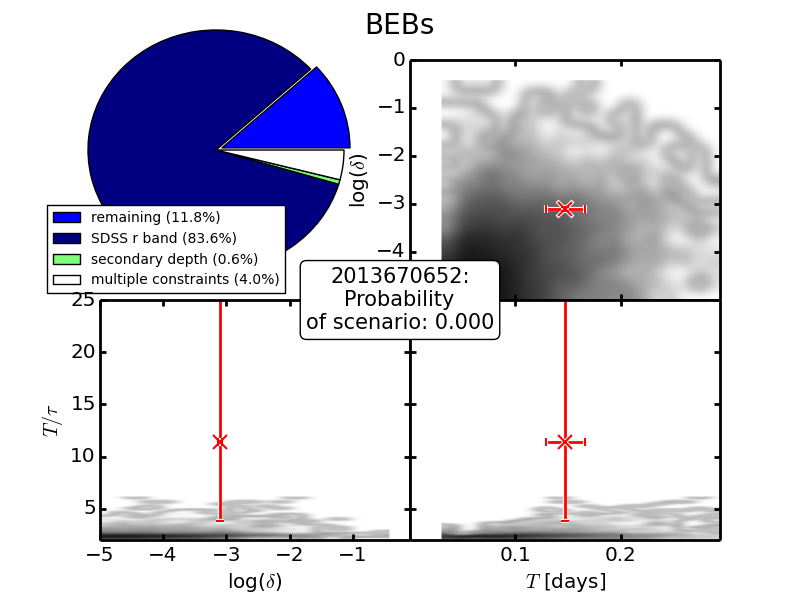 BEBs
remaining (11.8%)
SDSS r band (83.6%)
secondary depth (0.6%)
multiple constraints (4.0%)
log(δ)
0
−1
−2
−3
−4
2013670652:
Probability
of scenario: 0.000
T/τ
25
20
15
10
5
−5 −4 −3 −2 −1
log(δ)
0.1 0.2
T [days]